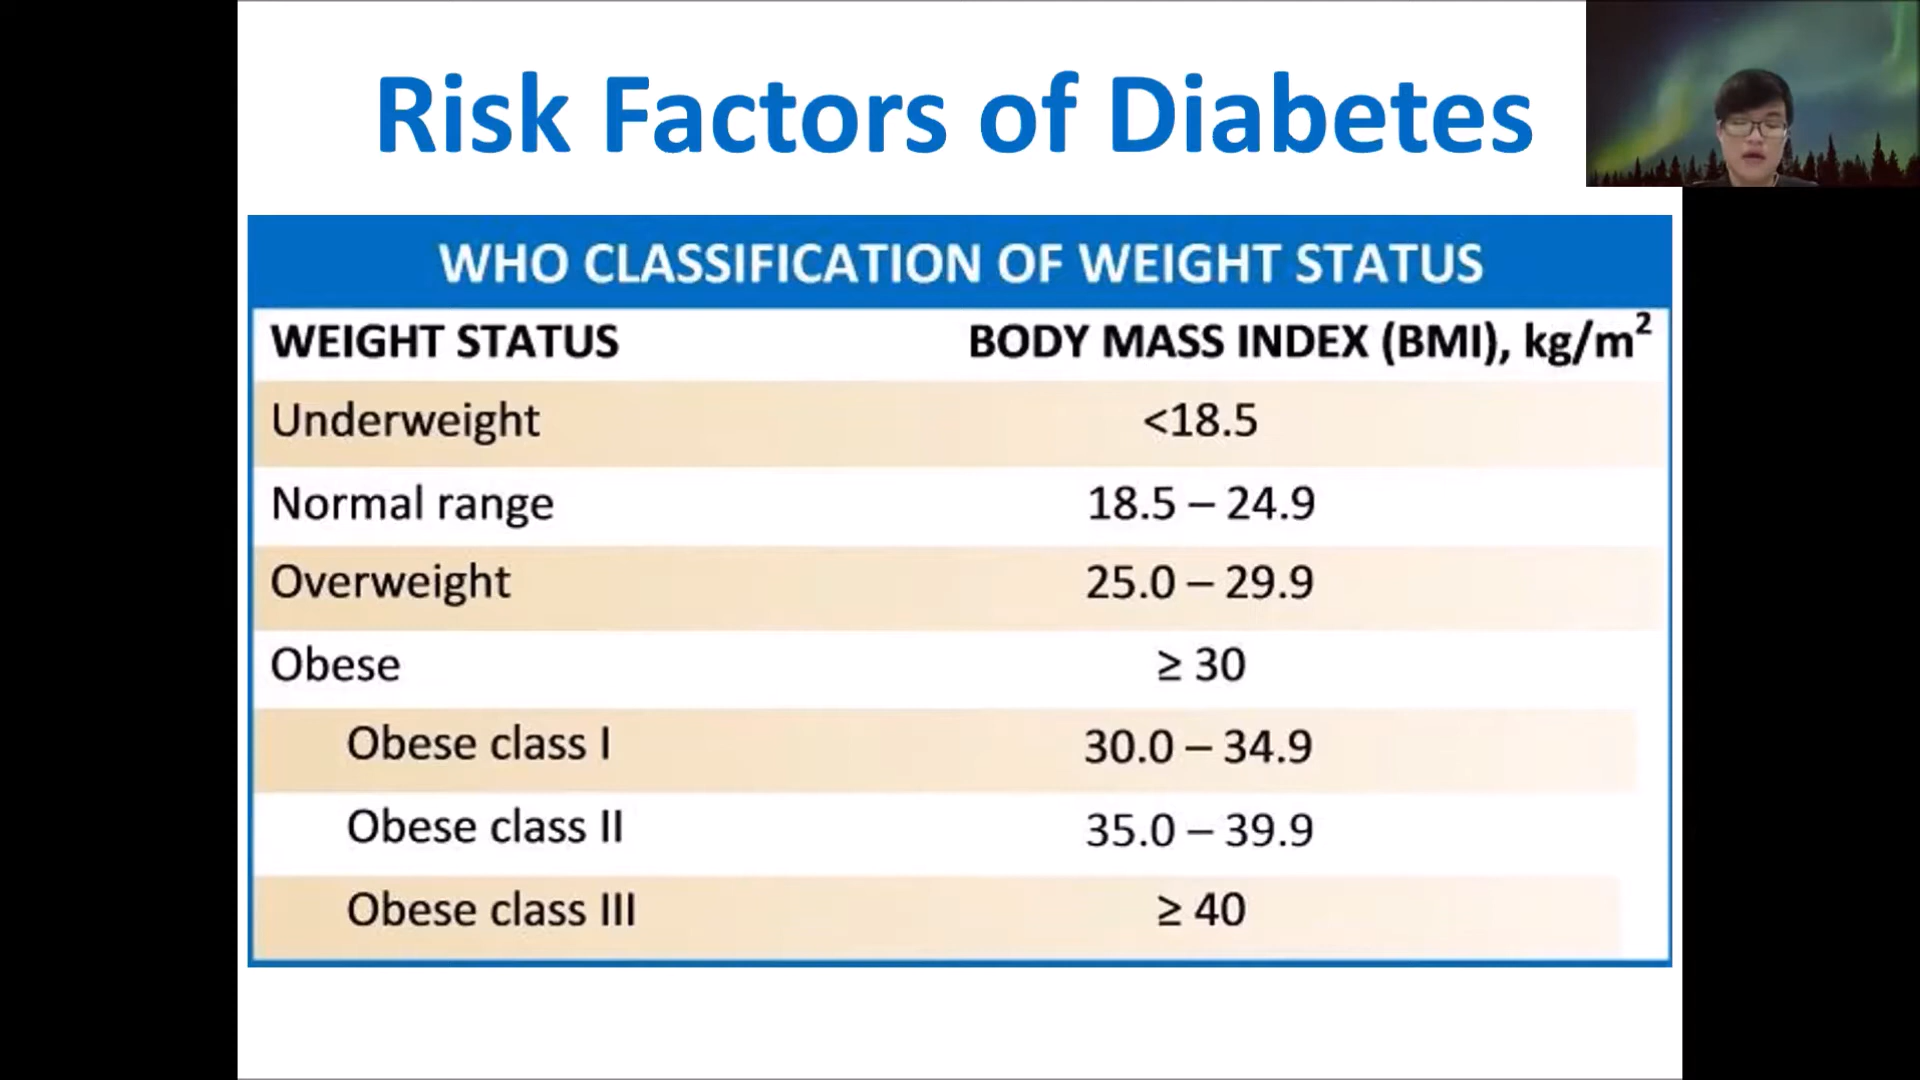 Risk Factors of Diabetes
WHO CLASSIFICATION OF WEIGHT STATUS
WEIGHT STATUS BODY MASS INDEX (BMI), kg/m²
Underweight <18.5
Normal range 18.5 – 24.9
Overweight 25.0 – 29.9
Obese ≥ 30
Obese class I 30.0 – 34.9
Obese class II 35.0 – 39.9
Obese class III ≥ 40